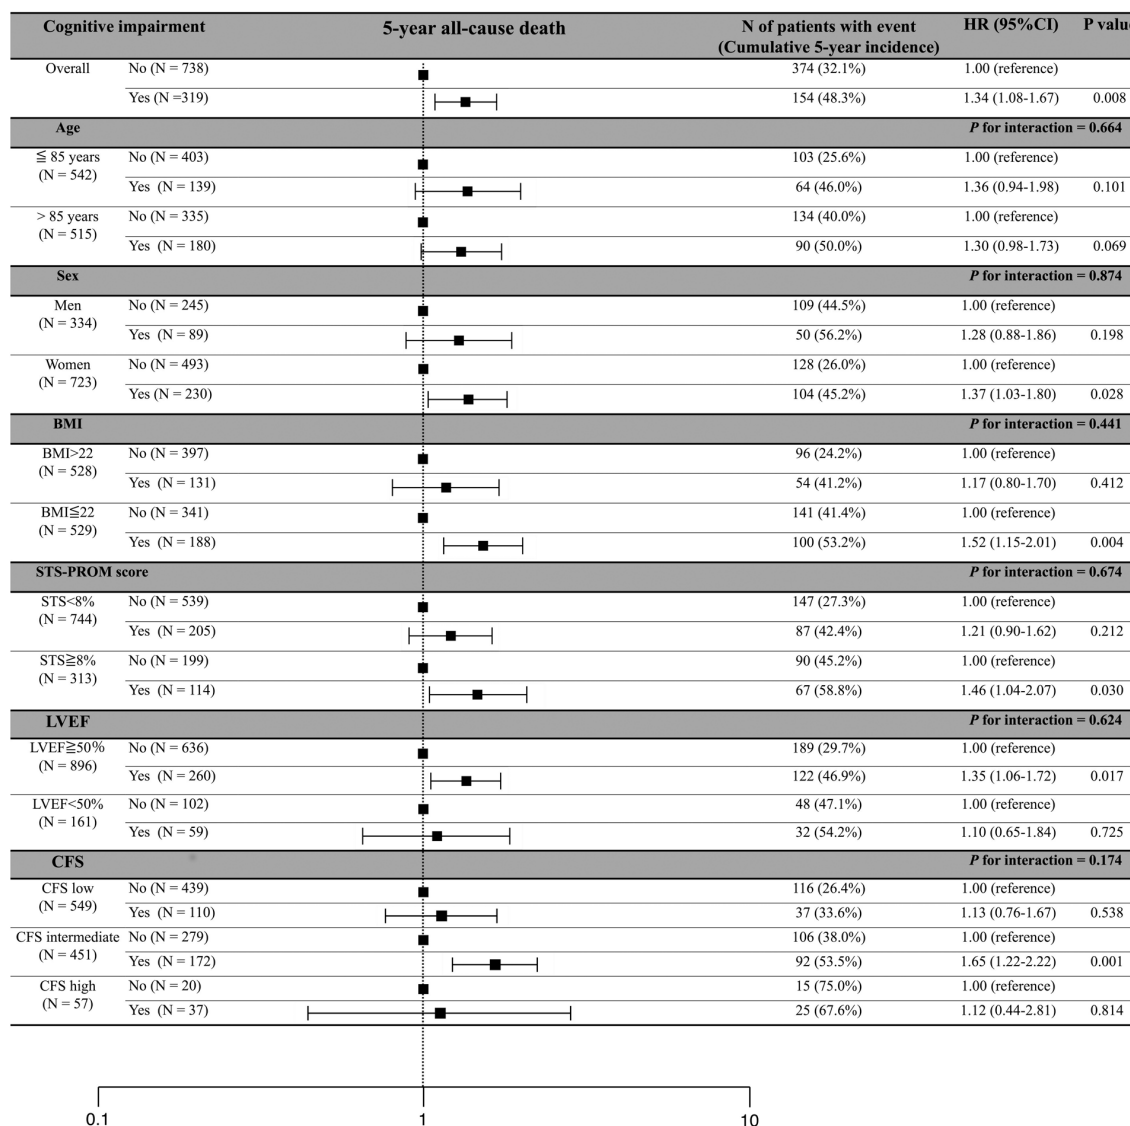 Cognitive impairment 5-year all-cause death N of patients with event HR (95%CI) P valu
(Cumulative 5-year incidence)
Overall No (N = 738) 374 (32.1%) 1.00 (reference)
Yes (N =319) 154 (48.3%) 1.34 (1.08-1.67) 0.008
Age P for interaction = 0.664
≦ 85 years No (N = 403) 103 (25.6%) 1.00 (reference)
(N = 542)
Yes (N = 139) 64 (46.0%) 1.36 (0.94-1.98) 0.101
> 85 years No (N = 335) 134 (40.0%) 1.00 (reference)
(N = 515)
Yes (N = 180) 90 (50.0%) 1.30 (0.98-1.73) 0.069
Sex P for interaction = 0.874
Men No (N = 245) 109 (44.5%) 1.00 (reference)
(N = 334)
Yes (N = 89) 50 (56.2%) 1.28 (0.88-1.86) 0.198
Women No (N = 493) 128 (26.0%) 1.00 (reference)
(N = 723)
Yes (N = 230) 104 (45.2%) 1.37 (1.03-1.80) 0.028
BMI P for interaction = 0.441
BMI>22 No (N = 397) 96 (24.2%) 1.00 (reference)
(N = 528)
Yes (N = 131) 54 (41.2%) 1.17 (0.80-1.70) 0.412
BMI≦22 No (N = 341) 141 (41.4%) 1.00 (reference)
(N = 529)
Yes (N = 188) 100 (53.2%) 1.52 (1.15-2.01) 0.004
STS-PROM score P for interaction = 0.674
STS<8% No (N = 539) 147 (27.3%) 1.00 (reference)
(N = 744)
Yes (N = 205) 87 (42.4%) 1.21 (0.90-1.62) 0.212
STS≧8% No (N = 199) 90 (45.2%) 1.00 (reference)
(N = 313)
Yes (N = 114) 67 (58.8%) 1.46 (1.04-2.07) 0.030
LVEF P for interaction = 0.624
LVEF≧50% No (N = 636) 189 (29.7%) 1.00 (reference)
(N = 896)
Yes (N = 260) 122 (46.9%) 1.35 (1.06-1.72) 0.017
LVEF<50% No (N = 102) 48 (47.1%) 1.00 (reference)
(N = 161)
Yes (N = 59) 32 (54.2%) 1.10 (0.65-1.84) 0.725
CFS P for interaction = 0.174
CFS low No (N = 439) 116 (26.4%) 1.00 (reference)
(N = 549)
Yes (N = 110) 37 (33.6%) 1.13 (0.76-1.67) 0.538
CFS intermediate No (N = 279) 106 (38.0%) 1.00 (reference)
(N = 451)
Yes (N = 172) 92 (53.5%) 1.65 (1.22-2.22) 0.001
CFS high No (N = 20) 15 (75.0%) 1.00 (reference)
(N = 57)
Yes (N = 37) 25 (67.6%) 1.12 (0.44-2.81) 0.814
0.1 1 10